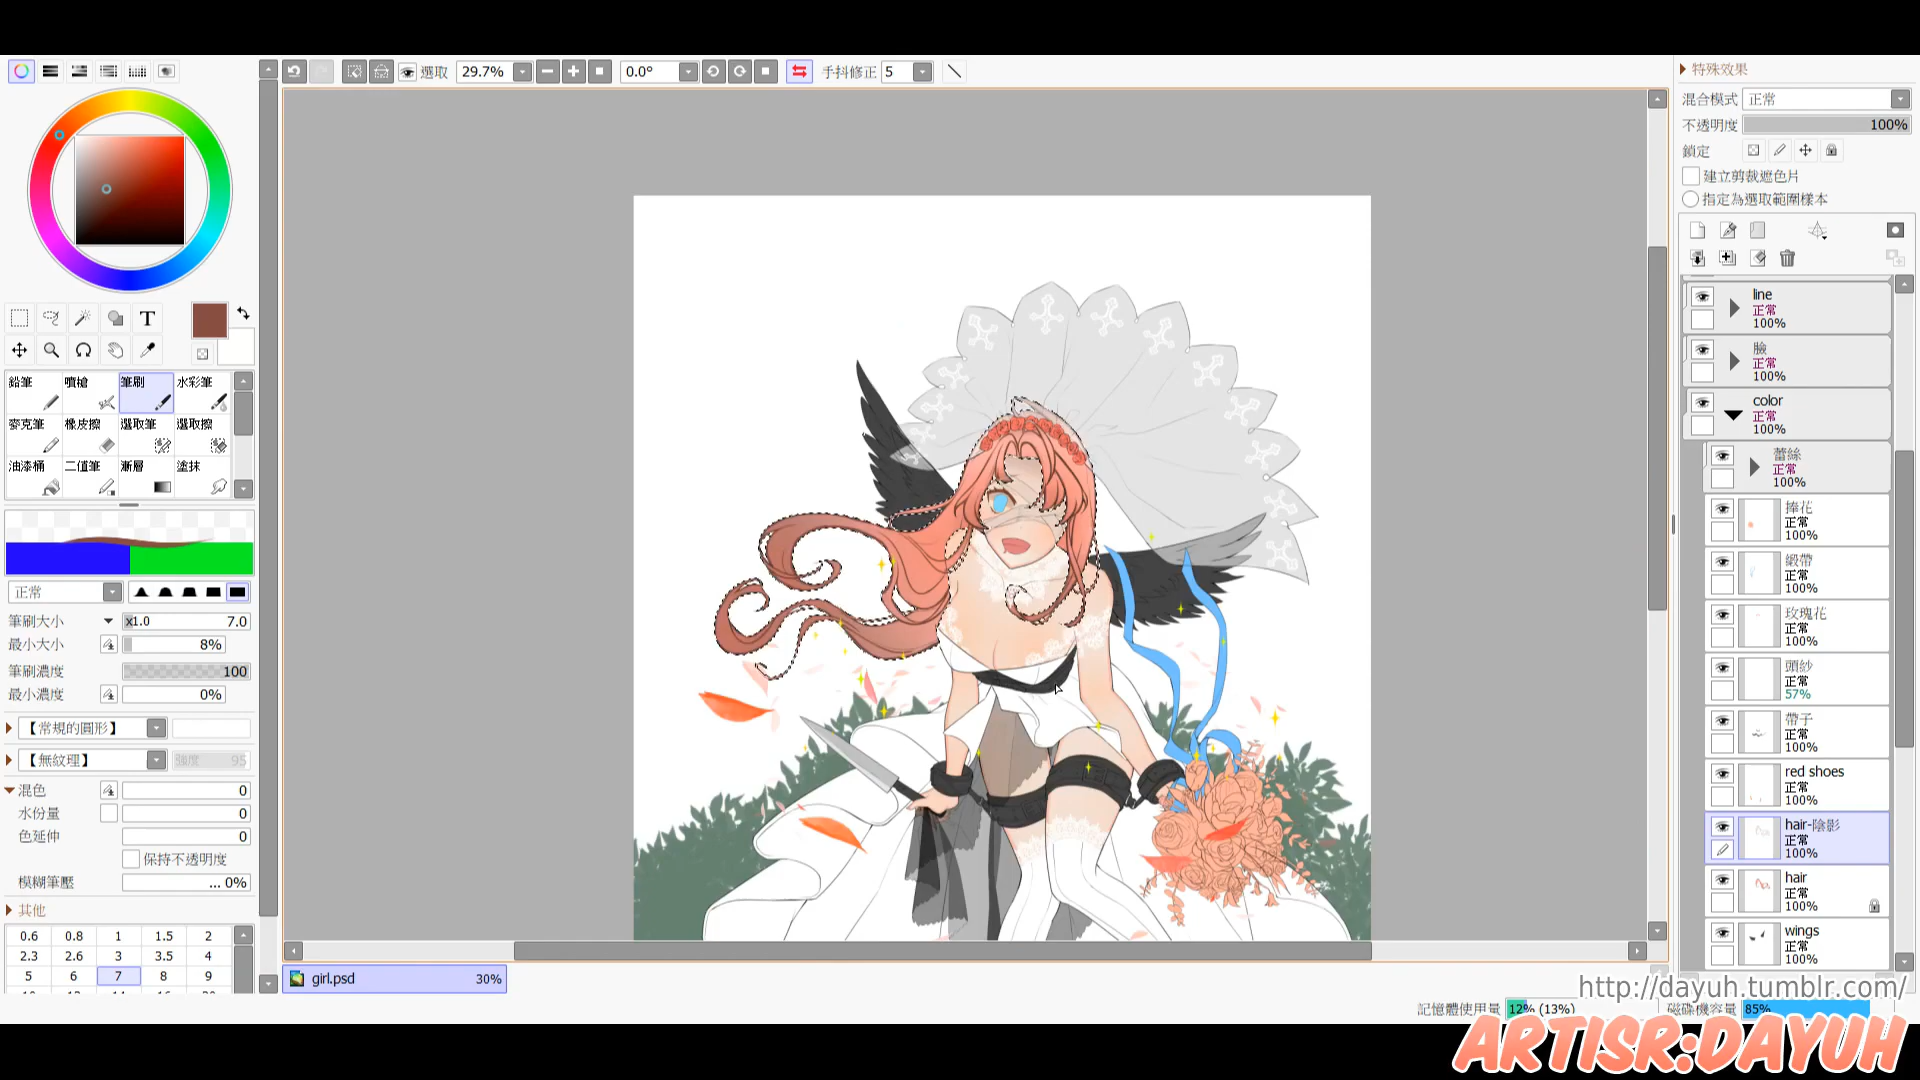 選取 29.7% 0.0° 手抖修正 5
特殊效果
混合模式 正常
不透明度 100%
鎖定
建立剪裁遮色片
指定為選取範圍樣本
T
鉛筆 噴槍 筆刷 水彩筆
麥克筆 橡皮擦 選取筆 選取擦
油漆桶 二值筆 漸層 塗抹
正常
筆刷大小 x1.0 7.0
最小大小 8%
筆刷濃度 100
最小濃度 0%
【常規的圓形】
【無紋理】 強度 95
混色 0
水份量 0
色延伸 0
保持不透明度
模糊筆壓 ... 0%
其他
0.6 0.8 1 1.5 2
2.3 2.6 3 3.5 4
5 6 7 8 9
line
正常
100%
臉
正常
100%
color
正常
100%
蕾絲
正常
100%
捧花
正常
100%
緞帶
正常
100%
玫瑰花
正常
100%
頭紗
正常
57%
帶子
正常
100%
red shoes
正常
100%
hair-陰影
正常
100%
hair
正常
100%
wings
正常
100%
girl.psd 30%
http://dayuh.tumblr.com/
記憶體使用量 12% (13%) 磁碟機容量 85%
ARTISR:DAYUH